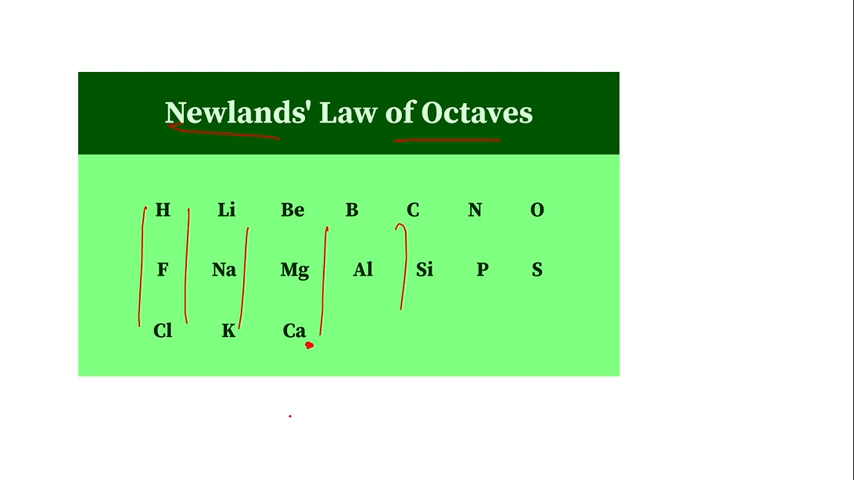 Newlands' Law of Octaves
H Li Be B C N O
F Na Mg Al Si P S
Cl K Ca